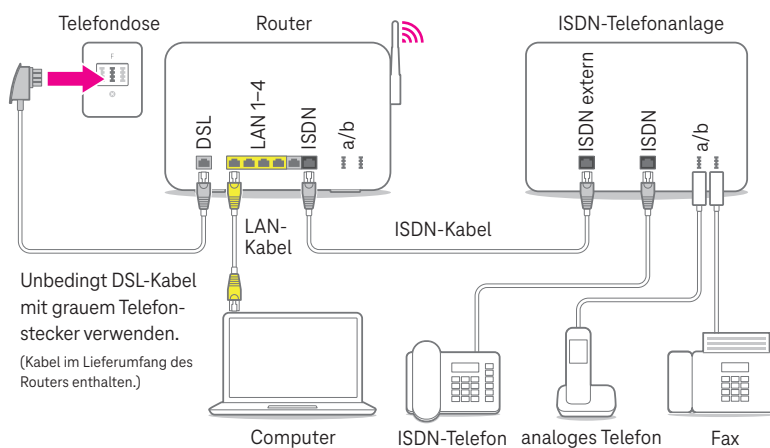 Telefondose
Router
ISDN-Telefonanlage
F
DSL
LAN 1–4
ISDN
a/b
ISDN extern
ISDN
a/b
LAN-
Kabel
ISDN-Kabel
Unbedingt DSL-Kabel
mit grauem Telefon-
stecker verwenden.
(Kabel im Lieferumfang des
Routers enthalten.)
Computer
ISDN-Telefon
analoges Telefon
Fax